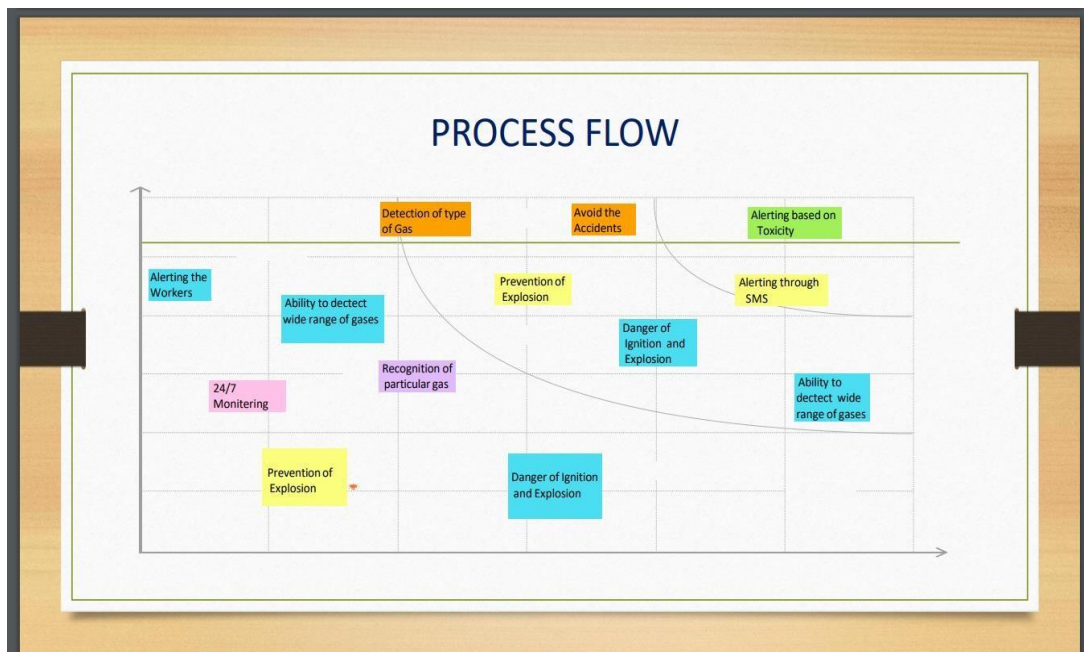 PROCESS FLOW
Detection of type
of Gas
Avoid the
Accidents
Alerting based on
Toxicity
Alerting the
Workers
Ability to dectect
wide range of gases
Prevention of
Explosion
Alerting through
SMS
Danger of
Ignition and
Explosion
Recognition of
particular gas
24/7
Monitering
Ability to
dectect wide
range of gases
Prevention of
Explosion
Danger of Ignition
and Explosion